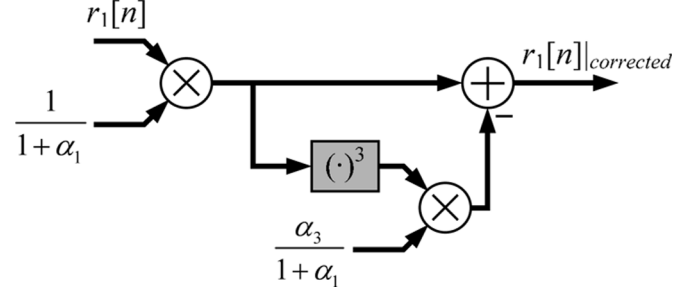 r₁[n]
r₁[n]|corrected
1
1+α₁
(·)³
α₃
1+α₁